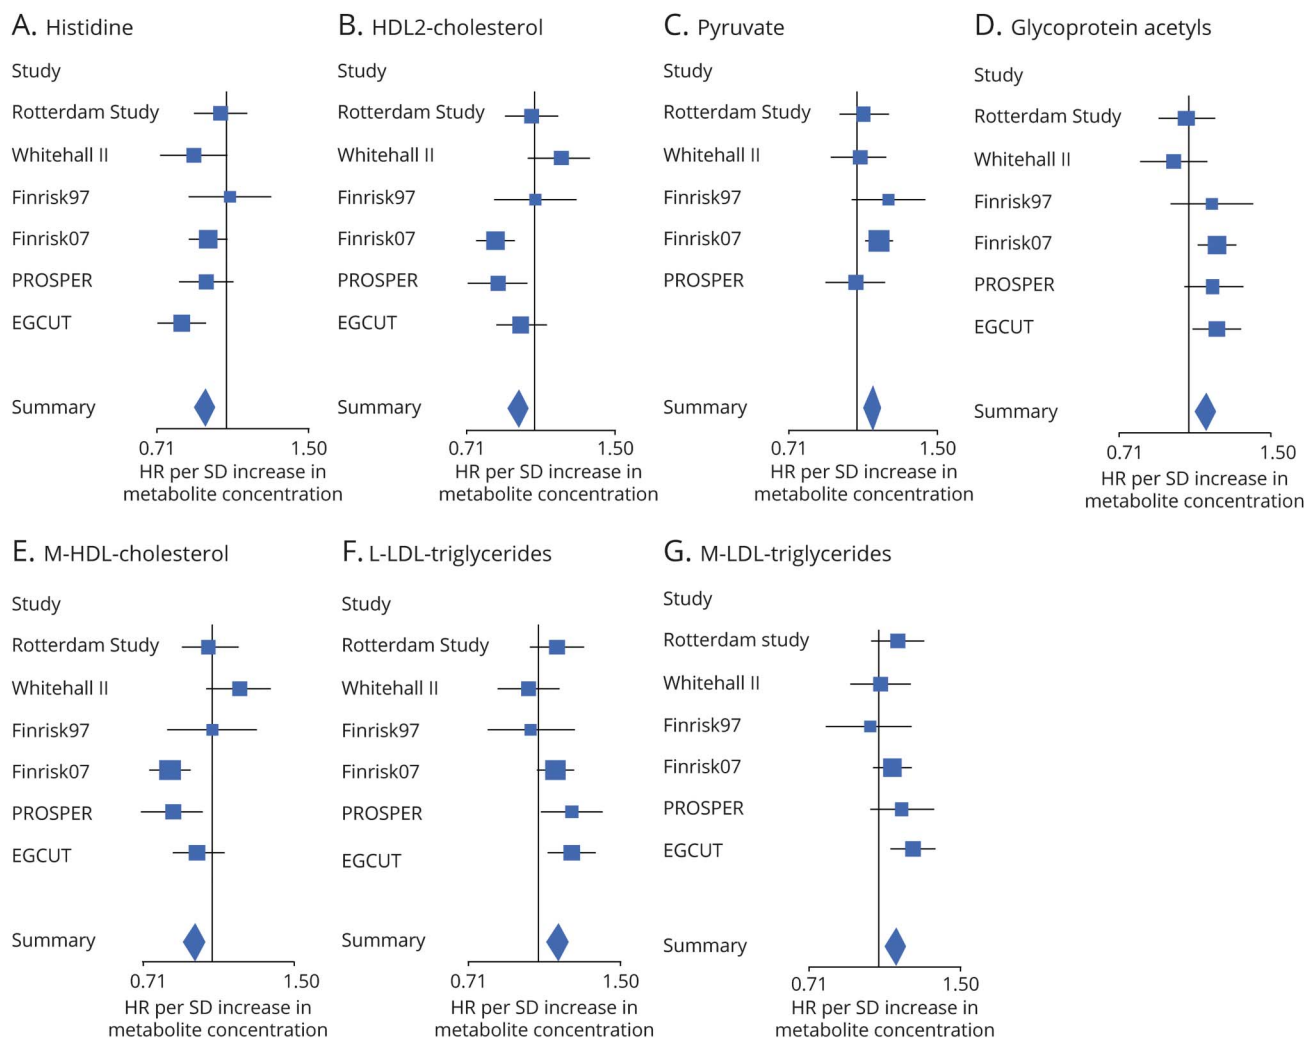 A. Histidine
Study
Rotterdam Study
Whitehall II
Finrisk97
Finrisk07
PROSPER
EGCUT
Summary
0.71 1.50
HR per SD increase in
metabolite concentration
B. HDL2-cholesterol
Study
Rotterdam Study
Whitehall II
Finrisk97
Finrisk07
PROSPER
EGCUT
Summary
0.71 1.50
HR per SD increase in
metabolite concentration
C. Pyruvate
Study
Rotterdam Study
Whitehall II
Finrisk97
Finrisk07
PROSPER
Summary
0.71 1.50
HR per SD increase in
metabolite concentration
D. Glycoprotein acetyls
Study
Rotterdam Study
Whitehall II
Finrisk97
Finrisk07
PROSPER
EGCUT
Summary
0.71 1.50
HR per SD increase in
metabolite concentration
E. M-HDL-cholesterol
Study
Rotterdam Study
Whitehall II
Finrisk97
Finrisk07
PROSPER
EGCUT
Summary
0.71 1.50
HR per SD increase in
metabolite concentration
F. L-LDL-triglycerides
Study
Rotterdam Study
Whitehall II
Finrisk97
Finrisk07
PROSPER
EGCUT
Summary
0.71 1.50
HR per SD increase in
metabolite concentration
G. M-LDL-triglycerides
Study
Rotterdam study
Whitehall II
Finrisk97
Finrisk07
PROSPER
EGCUT
Summary
0.71 1.50
HR per SD increase in
metabolite concentration